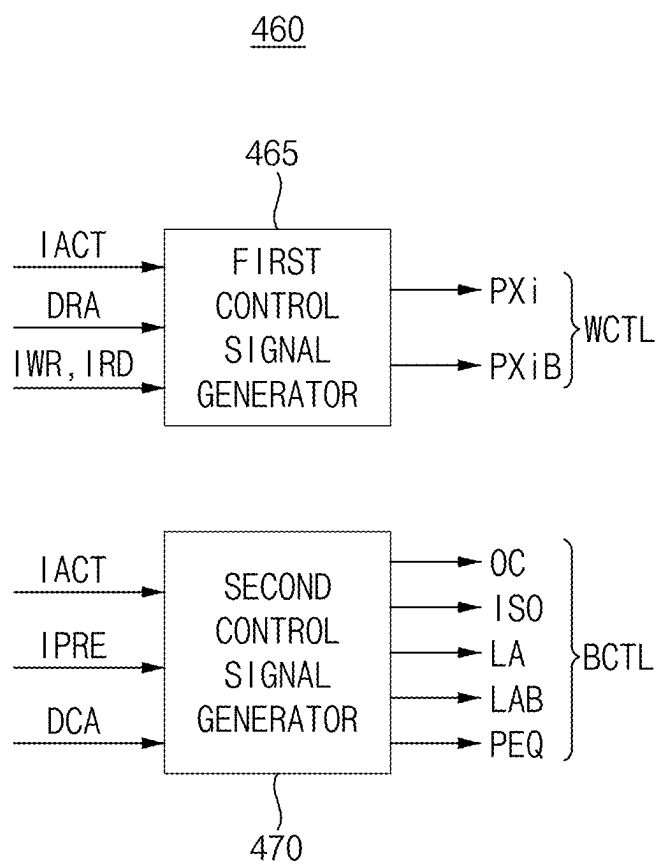 460
465
IACT
DRA
IWR, IRD
FIRST
CONTROL
SIGNAL
GENERATOR
PXi
PXiB
WCTL
IACT
IPRE
DCA
SECOND
CONTROL
SIGNAL
GENERATOR
OC
ISO
LA
LAB
PEQ
BCTL
470